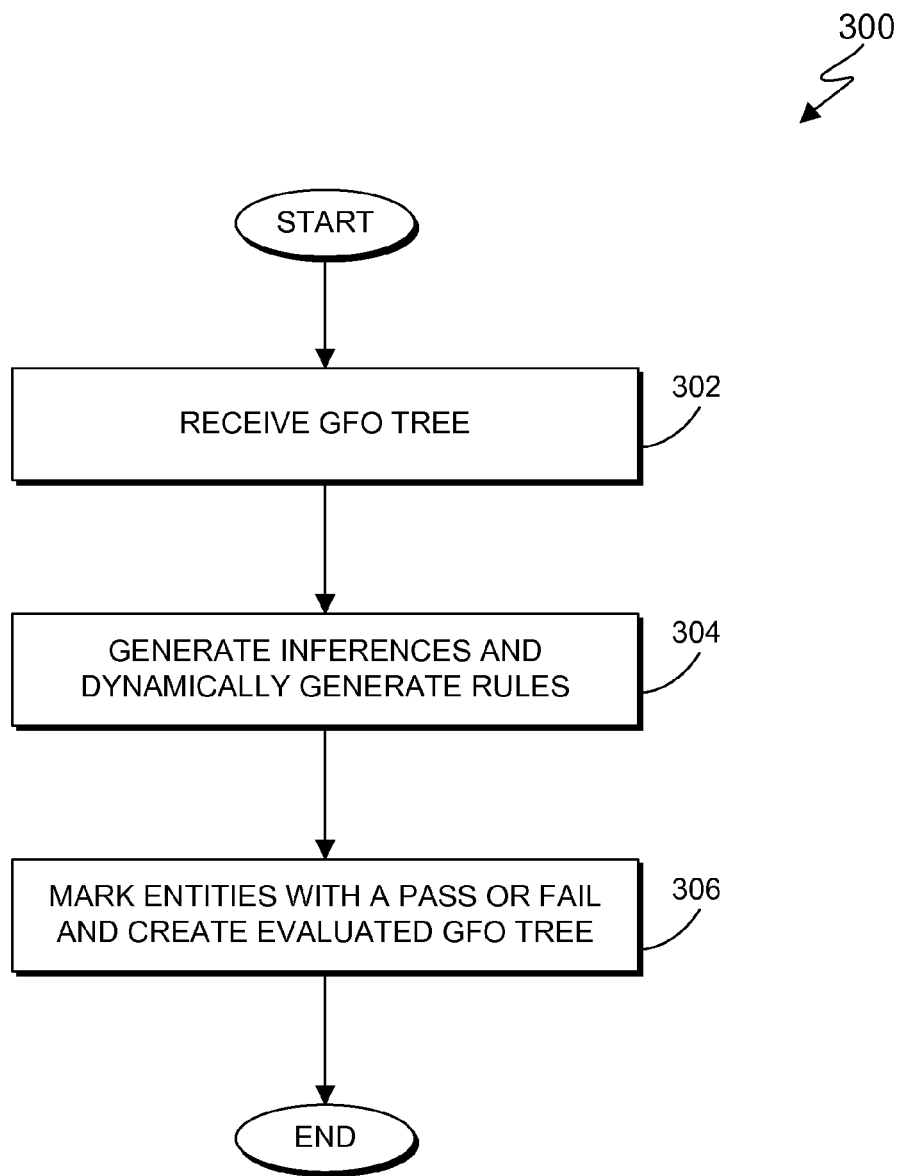 300
START
RECEIVE GFO TREE
302
GENERATE INFERENCES AND
DYNAMICALLY GENERATE RULES
304
MARK ENTITIES WITH A PASS OR FAIL
AND CREATE EVALUATED GFO TREE
306
END